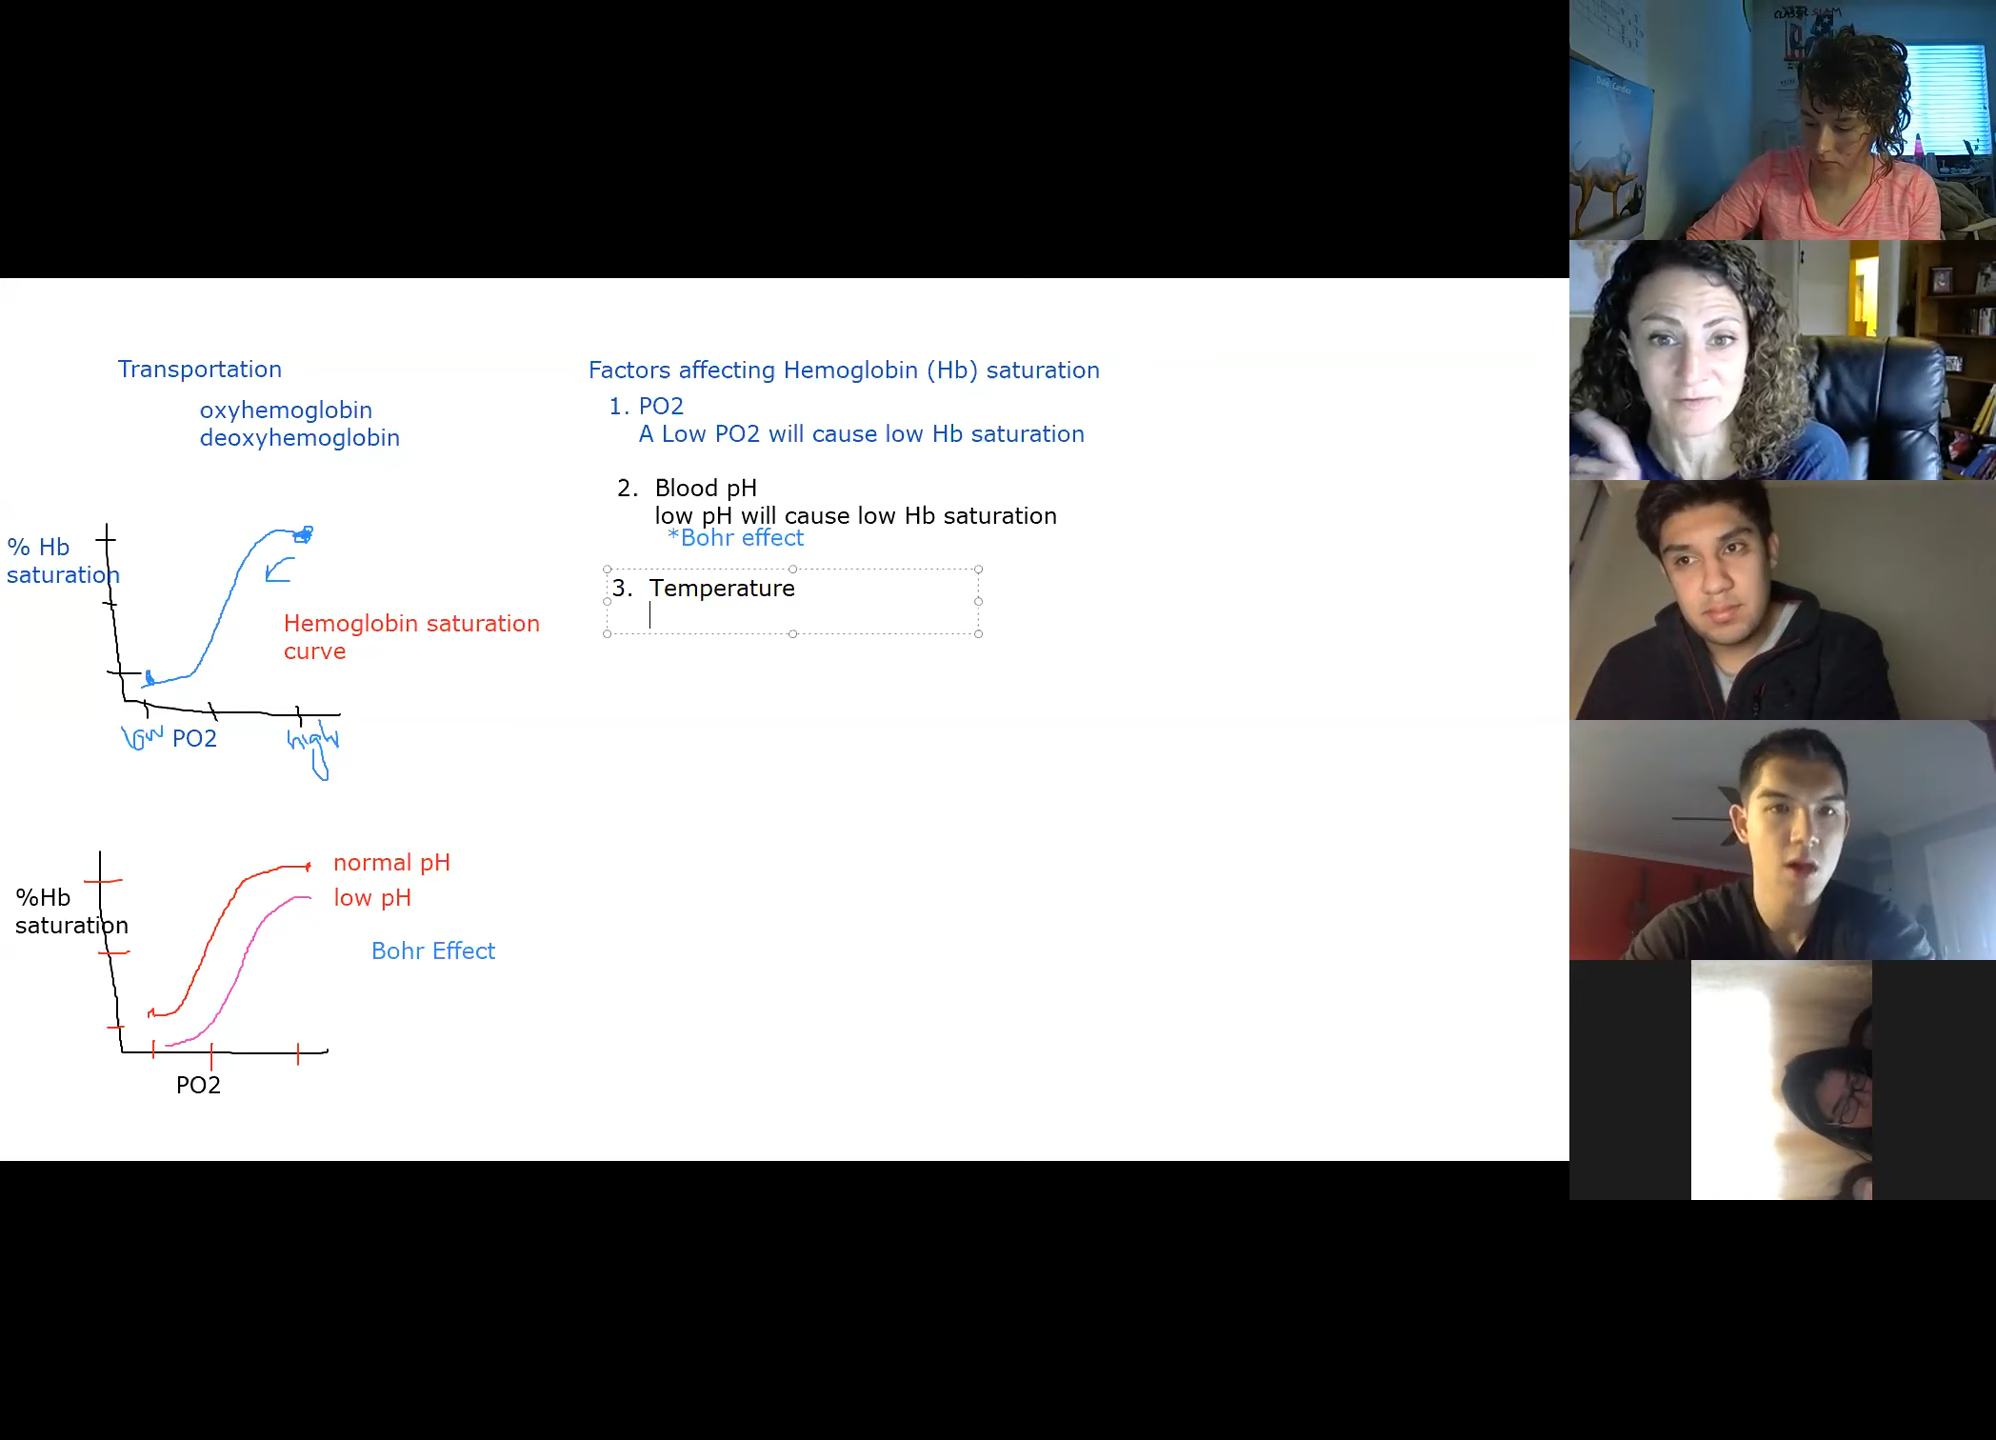 Transportation
oxyhemoglobin
deoxyhemoglobin
% Hb
saturation
Hemoglobin saturation
curve
low PO2 high
normal pH
low pH
%Hb
saturation
Bohr Effect
PO2
Factors affecting Hemoglobin (Hb) saturation
1. PO2
A Low PO2 will cause low Hb saturation
2. Blood pH
low pH will cause low Hb saturation
*Bohr effect
3. Temperature